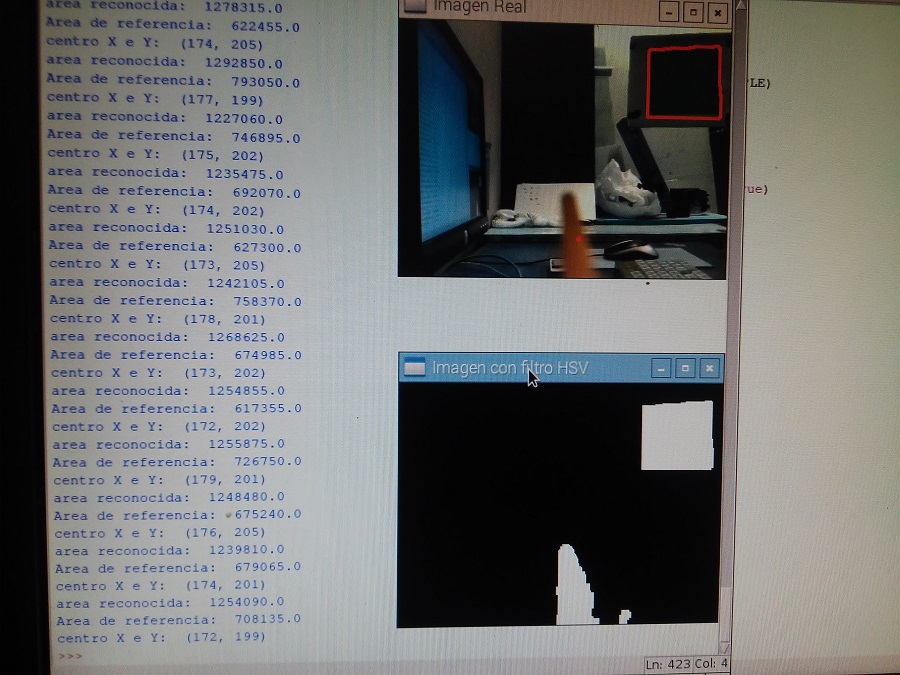 area reconocida: 1278315.0
Area de referencia: 622455.0
centro X e Y: (174, 205)
area reconocida: 1292850.0
Area de referencia: 793050.0
centro X e Y: (177, 199)
area reconocida: 1227060.0
Area de referencia: 746895.0
centro X e Y: (175, 202)
area reconocida: 1235475.0
Area de referencia: 692070.0
centro X e Y: (174, 202)
area reconocida: 1251030.0
Area de referencia: 627300.0
centro X e Y: (173, 205)
area reconocida: 1242105.0
Area de referencia: 758370.0
centro X e Y: (178, 201)
area reconocida: 1268625.0
Area de referencia: 674985.0
centro X e Y: (173, 202)
area reconocida: 1254855.0
Area de referencia: 617355.0
centro X e Y: (172, 202)
area reconocida: 1255875.0
Area de referencia: 726750.0
centro X e Y: (179, 201)
area reconocida: 1248480.0
Area de referencia: 675240.0
centro X e Y: (176, 205)
area reconocida: 1239810.0
Area de referencia: 679065.0
centro X e Y: (174, 201)
area reconocida: 1254090.0
Area de referencia: 708135.0
centro X e Y: (172, 199)
>>>
Imagen Real
Imagen con filtro HSV
LE)
ue)
Ln: 423 Col: 4